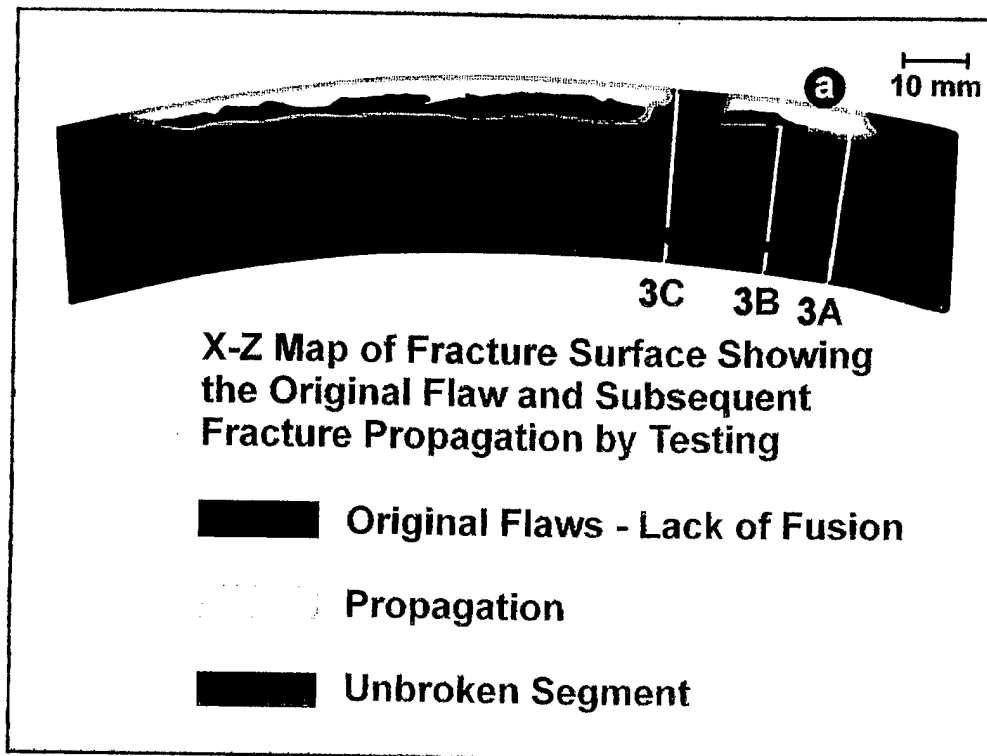 a
10 mm
3C 3B 3A
X-Z Map of Fracture Surface Showing
the Original Flaw and Subsequent
Fracture Propagation by Testing
Original Flaws - Lack of Fusion
Propagation
Unbroken Segment